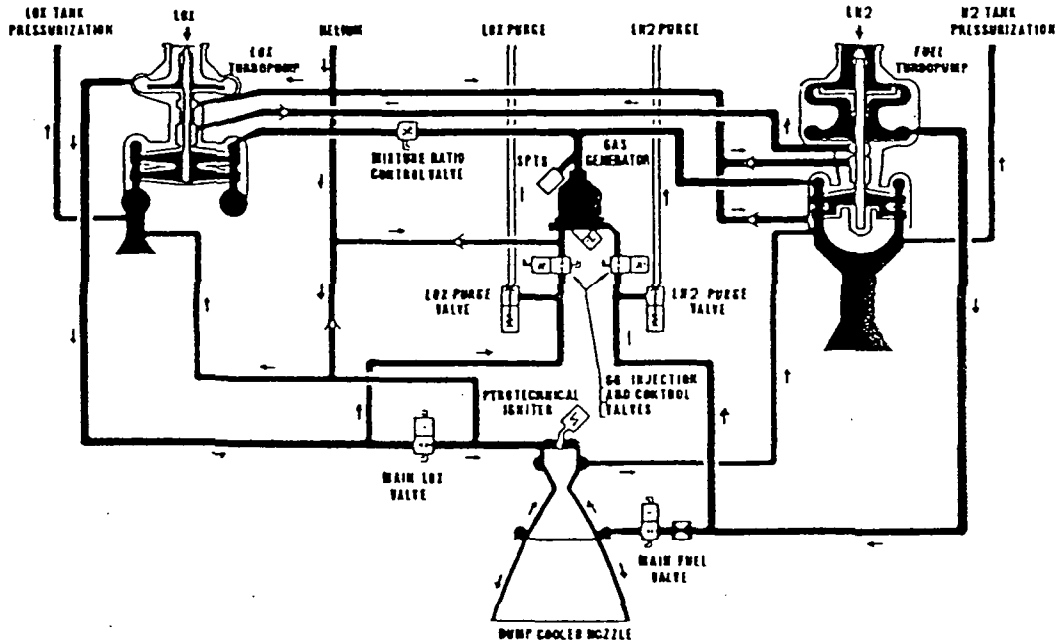 LOX TANK
PRESSURIZATION
LOX
LOX
TURBOPUMP
HELIUM
LOX PURGE
LH2 PURGE
LH2
FUEL
TURBOPUMP
H2 TANK
PRESSURIZATION
MIXTURE RATIO
CONTROL VALVE
SPTS
GAS
GENERATOR
LOX PURGE
VALVE
LH2 PURGE
VALVE
GG INJECTION
AND CONTROL
VALVES
PYROTECHNICAL
IGNITER
MAIN LOX
VALVE
MAIN FUEL
VALVE
DUMP COOLED NOZZLE